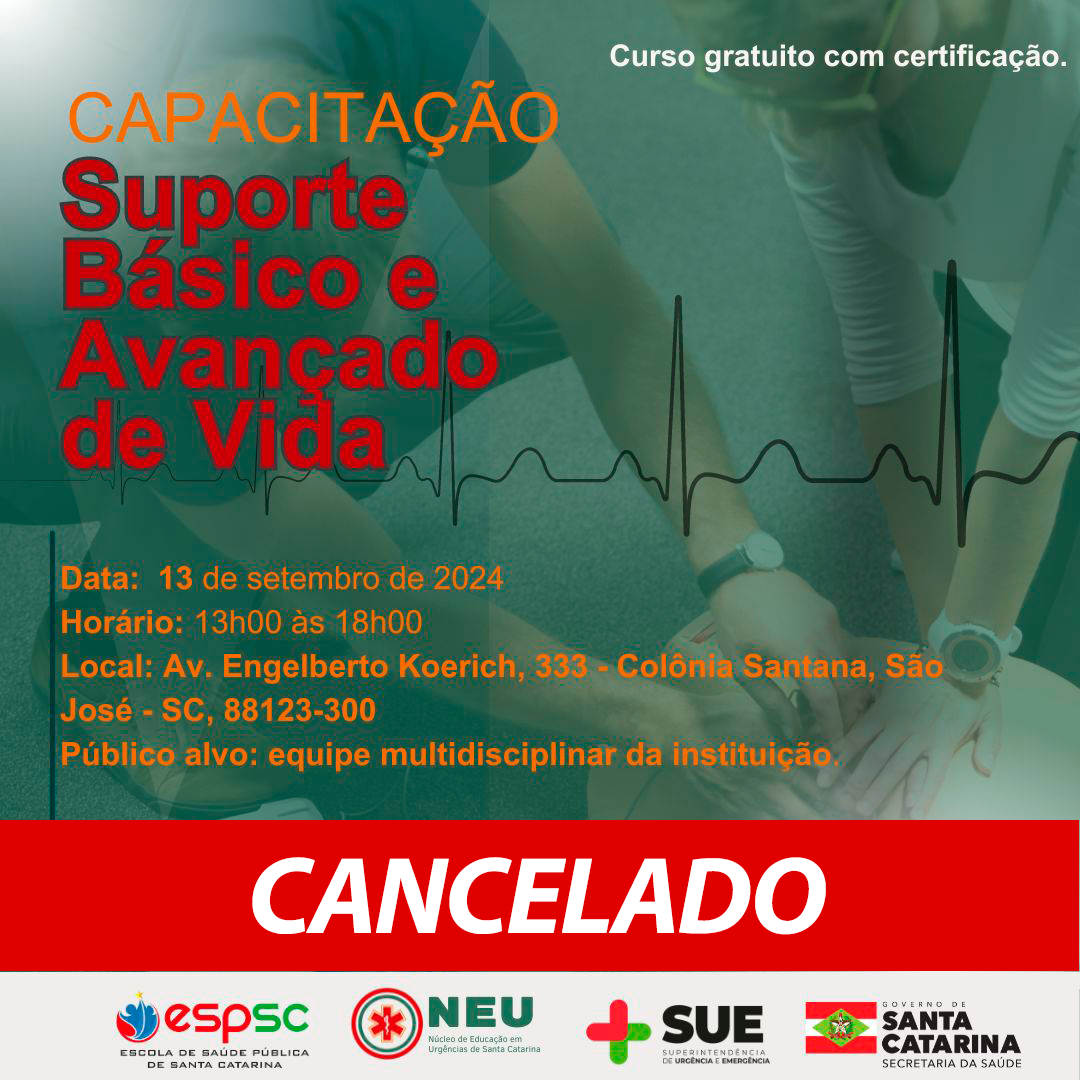 Curso gratuito com certificação.
CAPACITAÇÃO
Suporte
Básico e
Avançado
de Vida
Data:  13 de setembro de 2024
Horário: 13h00 às 18h00
Local: Av. Engelberto Koerich, 333 - Colônia Santana, São
José - SC, 88123-300
Público alvo: equipe multidisciplinar da instituição.
CANCELADO
espsc
ESCOLA DE SAÚDE PÚBLICA
DE SANTA CATARINA
NEU
Núcleo de Educação em
Urgências de Santa Catarina
SUE
SUPERINTENDÊNCIA
DE URGÊNCIA E EMERGÊNCIA
GOVERNO DE
SANTA
CATARINA
SECRETARIA DA SAÚDE